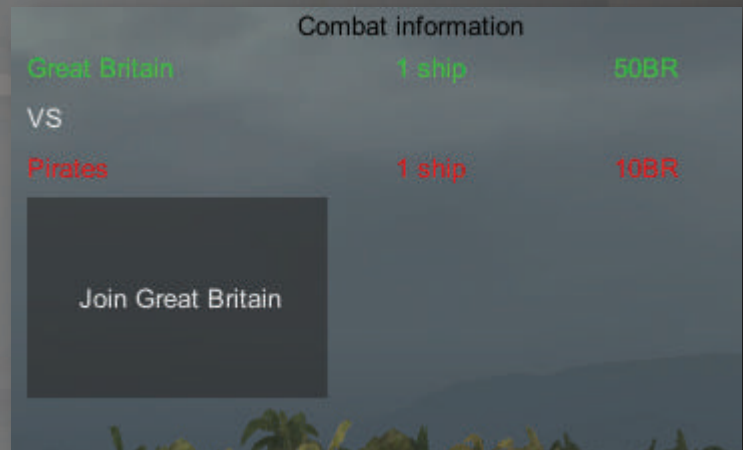 Combat information
Great Britain 1 ship 50BR
VS
Pirates 1 ship 10BR
Join Great Britain